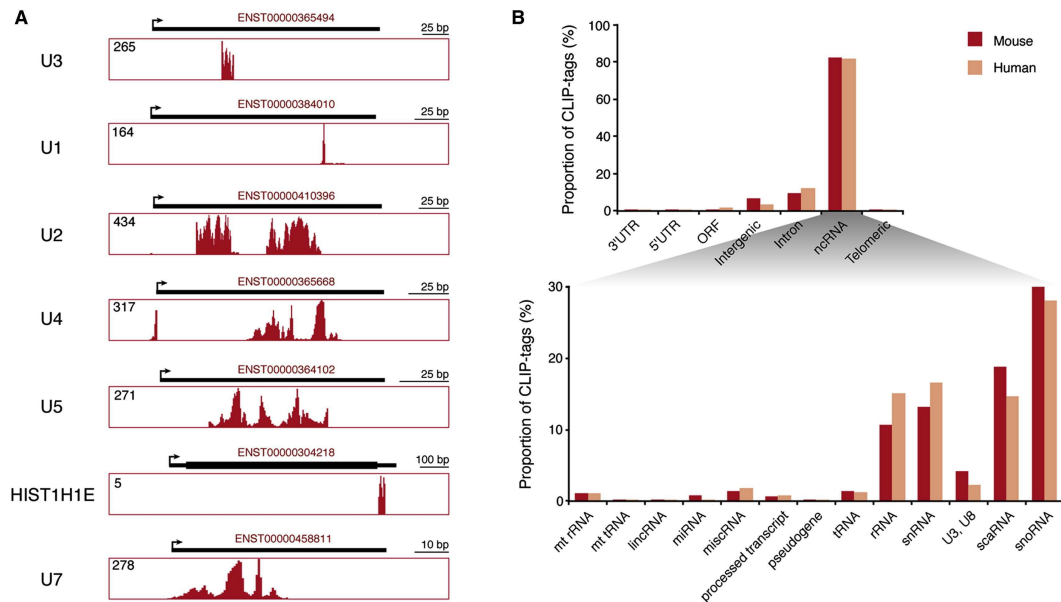 A
ENST00000365494
25 bp
U3
265
ENST00000384010
25 bp
U1
164
ENST00000410396
25 bp
U2
434
ENST00000365668
25 bp
U4
317
ENST00000364102
25 bp
U5
271
ENST00000304218
100 bp
HIST1H1E
5
ENST00000458811
10 bp
U7
278
B
Proportion of CLIP-tags (%)
100
80
60
40
20
0
Mouse
Human
3'UTR
5'UTR
ORF
Intergenic
Intron
ncRNA
Telomeric
Proportion of CLIP-tags (%)
30
20
10
0
mt rRNA
mt tRNA
lincRNA
miRNA
miscRNA
processed transcript
pseudogene
tRNA
rRNA
snRNA
U3, U8
scaRNA
snoRNA